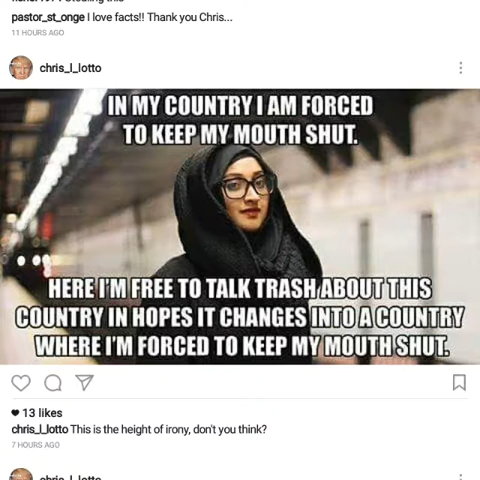 pastor_st_onge I love facts!! Thank you Chris...
11 HOURS AGO
chris_l_lotto
IN MY COUNTRY I AM FORCED
TO KEEP MY MOUTH SHUT.
HERE I'M FREE TO TALK TRASH ABOUT THIS
COUNTRY IN HOPES IT CHANGES INTO A COUNTRY
WHERE I'M FORCED TO KEEP MY MOUTH SHUT.
13 likes
chris_l_lotto This is the height of irony, don't you think?
7 HOURS AGO
chris_l_lotto